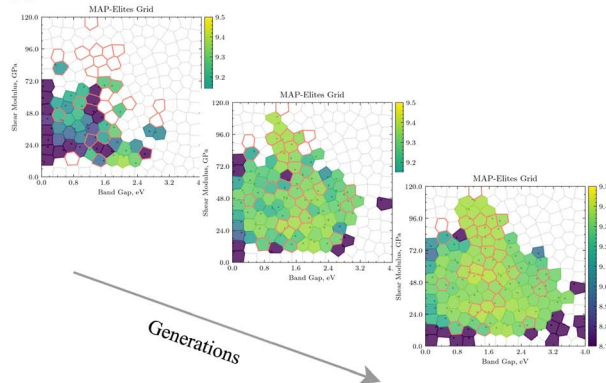 MAP-Elites Grid
120.0
96.0
72.0
48.0
24.0
0.0
Shear Modulus, GPa
0.0 0.8 1.6 2.4 3.2 4
Band Gap, eV
9.5
9.4
9.3
9.2
MAP-Elites Grid
120.0
96.0
72.0
48.0
24.0
0.0
Shear Modulus, GPa
0.0 0.8 1.6 2.4 3.2 4.
Band Gap, eV
9.5
9.4
9.3
9.2
MAP-Elites Grid
120.0
96.0
72.0
48.0
24.0
0.0
Shear Modulus, GPa
0.0 0.8 1.6 2.4 3.2 4.0
Band Gap, eV
Generations